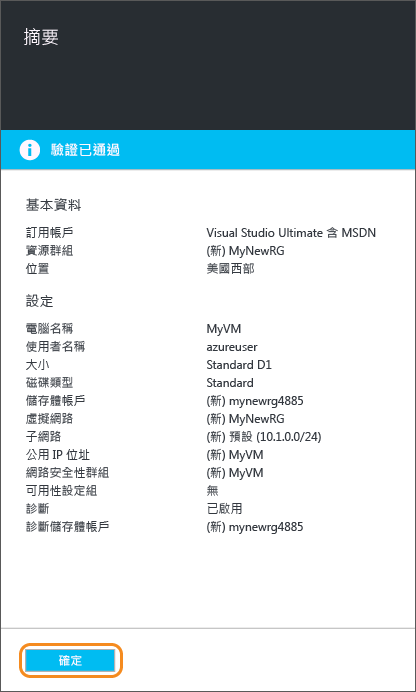 摘要
驗證已通過
基本資料
訂用帳戶 Visual Studio Ultimate 含 MSDN
資源群組 (新) MyNewRG
位置 美國西部
設定
電腦名稱 MyVM
使用者名稱 azureuser
大小 Standard D1
磁碟類型 Standard
儲存體帳戶 (新) mynewrg4885
虛擬網路 (新) MyNewRG
子網路 (新) 預設 (10.1.0.0/24)
公用 IP 位址 (新) MyVM
網路安全性群組 (新) MyVM
可用性設定組 無
診斷 已啟用
診斷儲存體帳戶 (新) mynewrg4885
確定